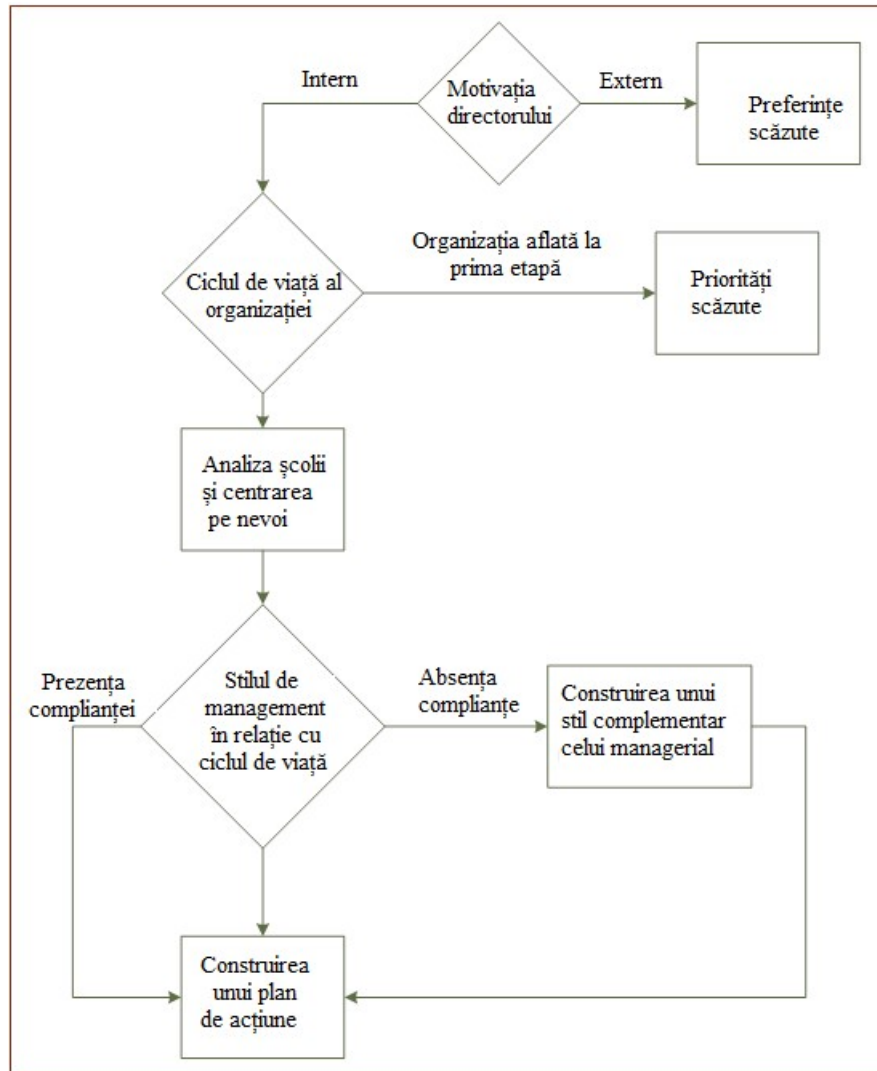 Intern
Motivația
directorului
Extern
Preferințe
scăzute
Ciclul de viață al
organizației
Organizația aflată la
prima etapă
Priorități
scăzute
Analiza școlii
și centrarea
pe nevoi
Prezența
complianței
Stilul de
management
în relație cu
ciclul de viață
Absența
complianțe
Construirea unui
stil complementar
celui managerial
Construirea
unui plan
de acțiune